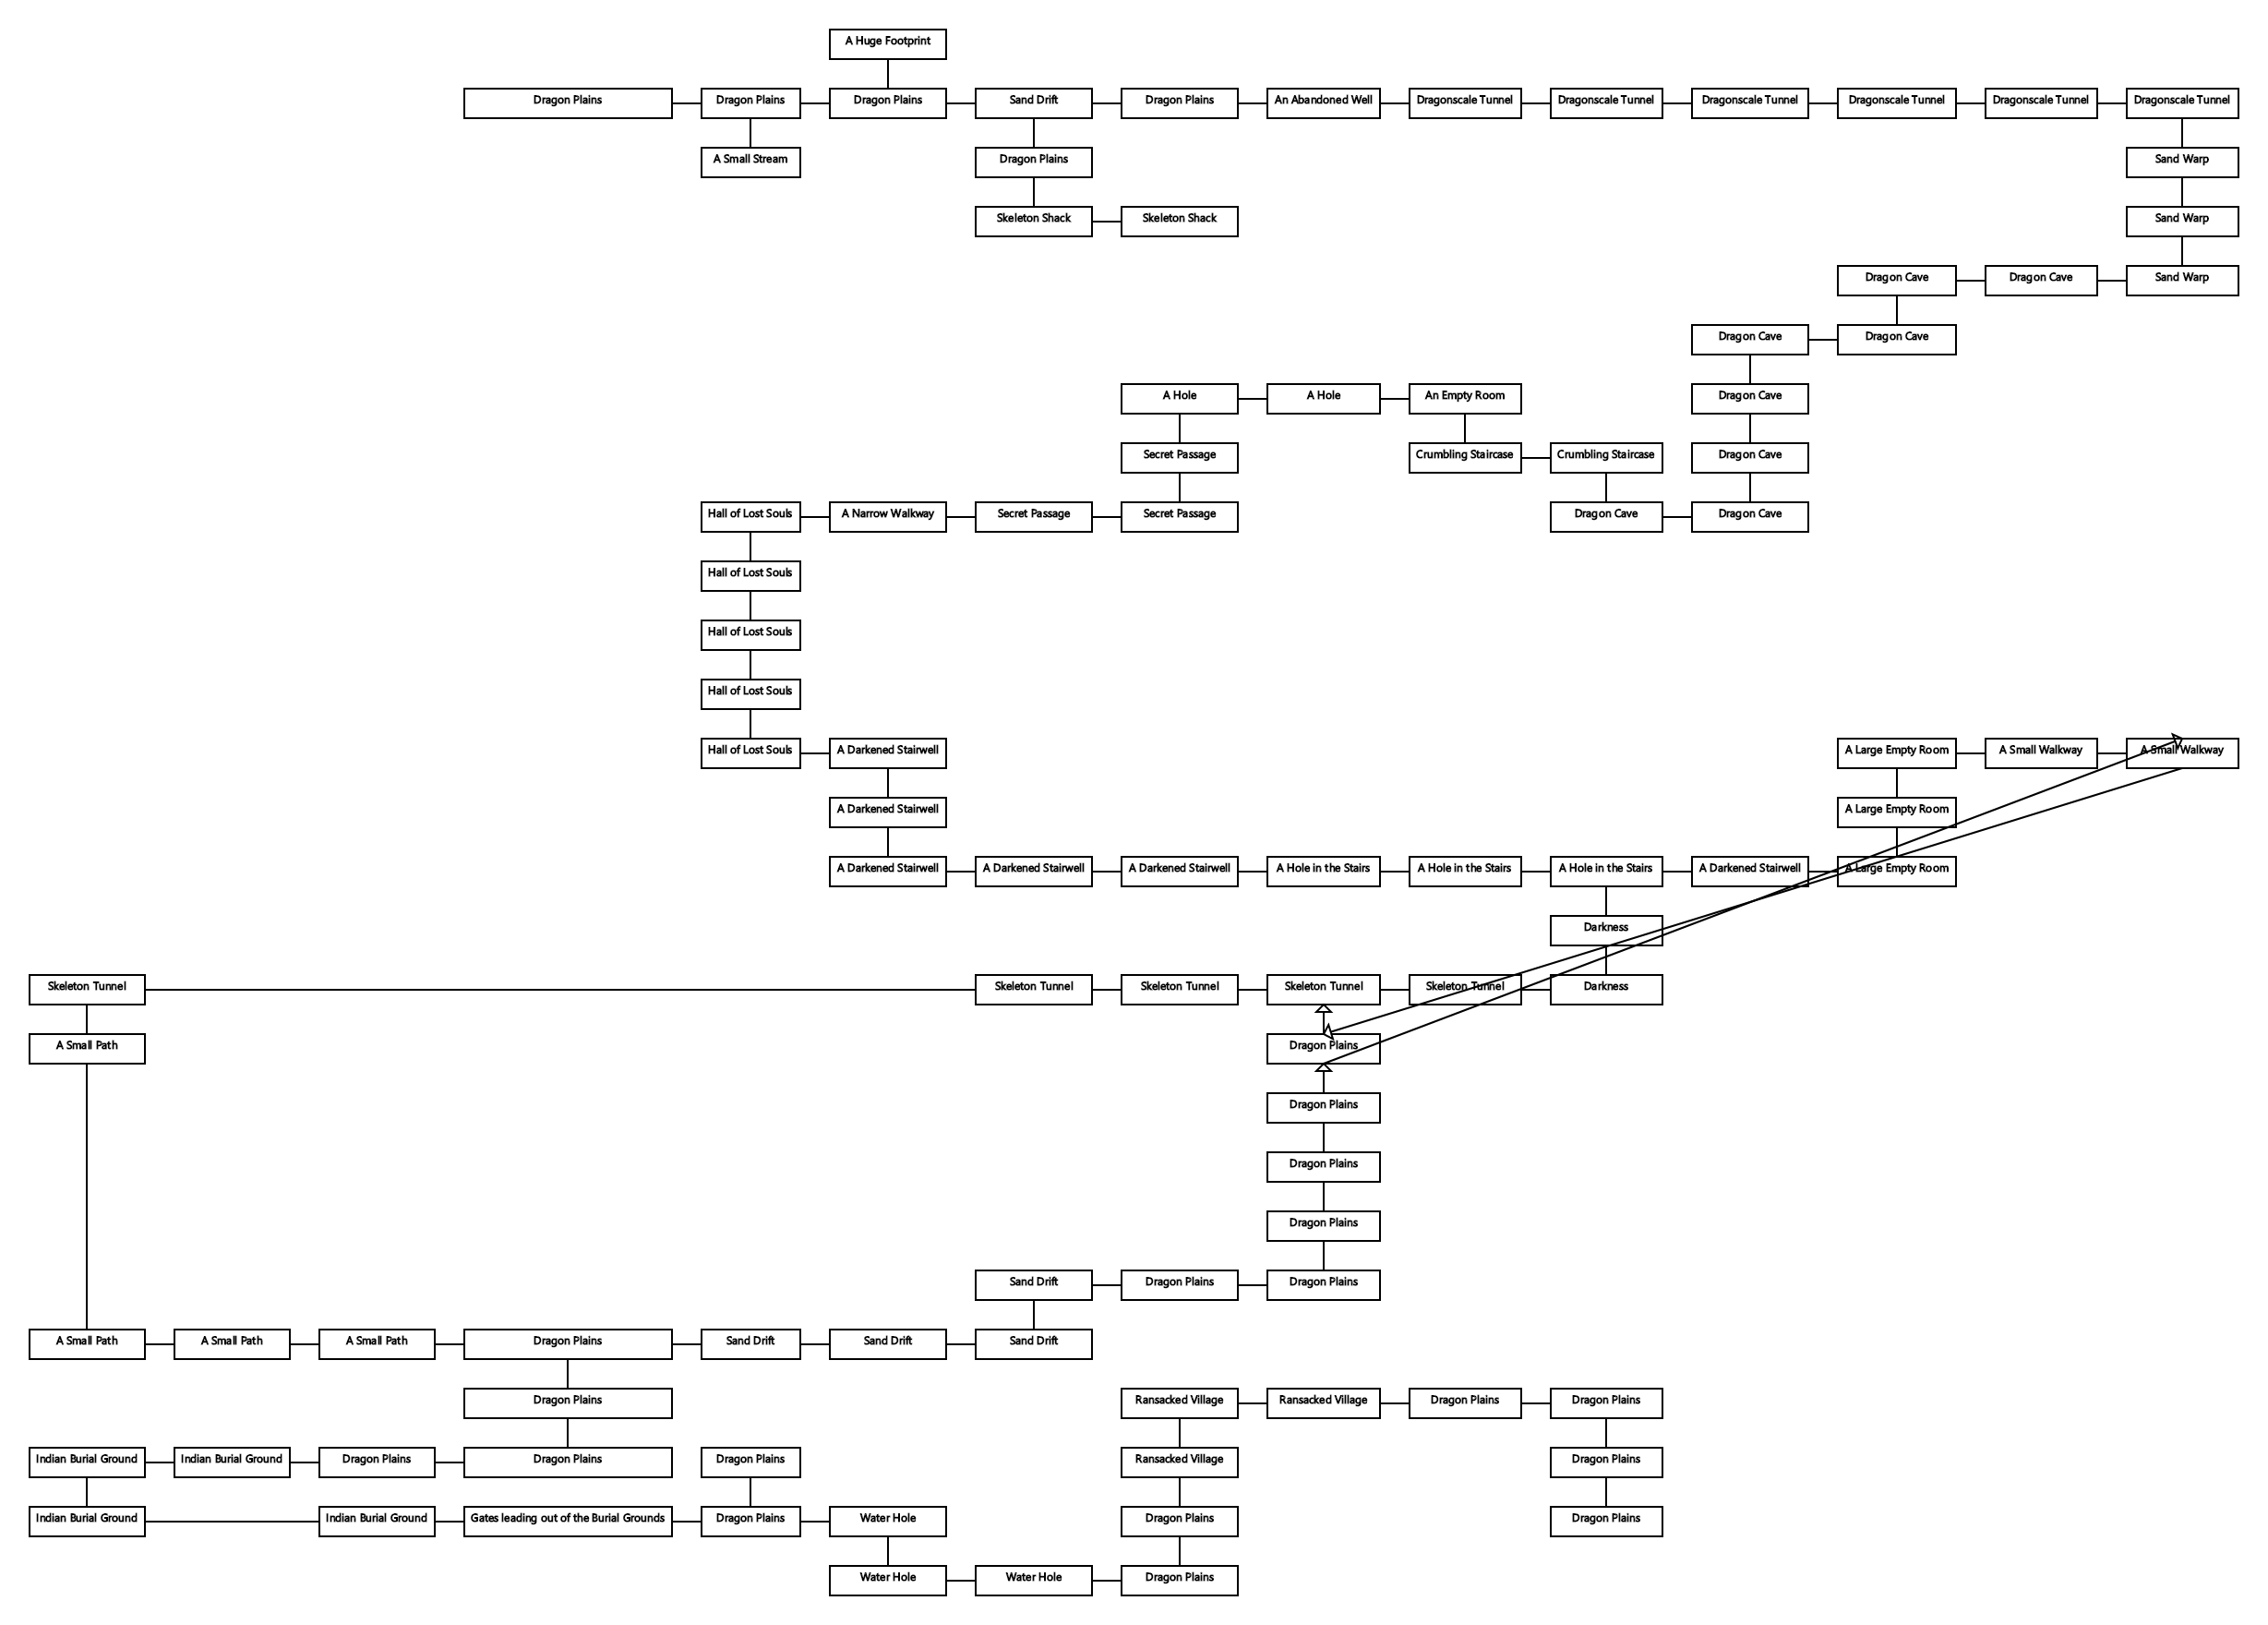 A Huge Footprint
Dragon Plains
Dragon Plains
Dragon Plains
Sand Drift
Dragon Plains
An Abandoned Well
Dragonscale Tunnel
Dragonscale Tunnel
Dragonscale Tunnel
Dragonscale Tunnel
Dragonscale Tunnel
Dragonscale Tunnel
A Small Stream
Dragon Plains
Sand Warp
Skeleton Shack
Skeleton Shack
Sand Warp
Dragon Cave
Dragon Cave
Sand Warp
Dragon Cave
Dragon Cave
A Hole
A Hole
An Empty Room
Dragon Cave
Secret Passage
Crumbling Staircase
Crumbling Staircase
Dragon Cave
Hall of Lost Souls
A Narrow Walkway
Secret Passage
Secret Passage
Dragon Cave
Dragon Cave
Hall of Lost Souls
Hall of Lost Souls
Hall of Lost Souls
Hall of Lost Souls
A Darkened Stairwell
A Large Empty Room
A Small Walkway
A Small Walkway
A Darkened Stairwell
A Large Empty Room
A Darkened Stairwell
A Darkened Stairwell
A Darkened Stairwell
A Hole in the Stairs
A Hole in the Stairs
A Hole in the Stairs
A Darkened Stairwell
A Large Empty Room
Darkness
Skeleton Tunnel
Skeleton Tunnel
Skeleton Tunnel
Skeleton Tunnel
Skeleton Tunnel
Darkness
A Small Path
Dragon Plains
Dragon Plains
Dragon Plains
Dragon Plains
Sand Drift
Dragon Plains
Dragon Plains
A Small Path
A Small Path
A Small Path
Dragon Plains
Sand Drift
Sand Drift
Sand Drift
Dragon Plains
Ransacked Village
Ransacked Village
Dragon Plains
Dragon Plains
Indian Burial Ground
Indian Burial Ground
Dragon Plains
Dragon Plains
Dragon Plains
Ransacked Village
Dragon Plains
Indian Burial Ground
Indian Burial Ground
Gates leading out of the Burial Grounds
Dragon Plains
Water Hole
Dragon Plains
Dragon Plains
Water Hole
Water Hole
Dragon Plains